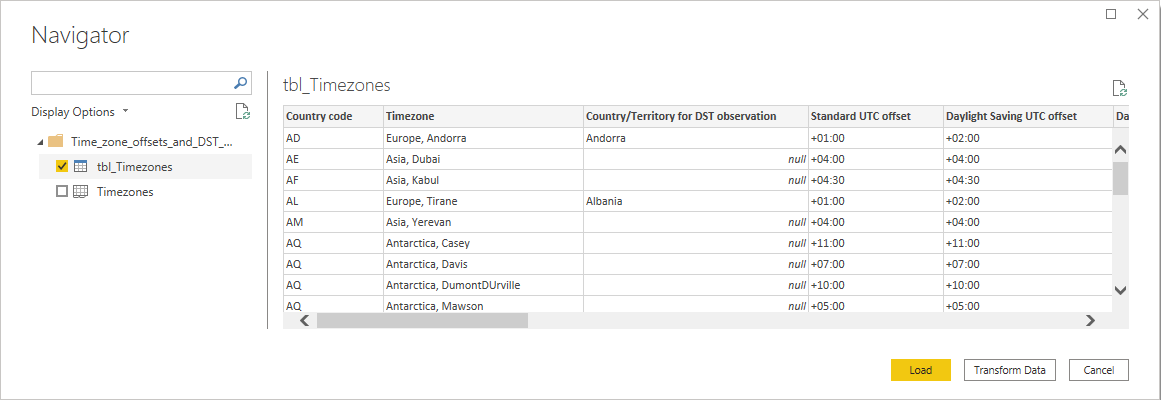 Navigator
Display Options
Time_zone_offsets_and_DST_...
tbl_Timezones
Timezones
tbl_Timezones
Country code Timezone Country/Territory for DST observation Standard UTC offset Daylight Saving UTC offset Da
AD Europe, Andorra Andorra +01:00 +02:00
AE Asia, Dubai null +04:00 +04:00
AF Asia, Kabul null +04:30 +04:30
AL Europe, Tirane Albania +01:00 +02:00
AM Asia, Yerevan null +04:00 +04:00
AQ Antarctica, Casey null +11:00 +11:00
AQ Antarctica, Davis null +07:00 +07:00
AQ Antarctica, DumontDUrville null +10:00 +10:00
AQ Antarctica, Mawson null +05:00 +05:00
Load Transform Data Cancel